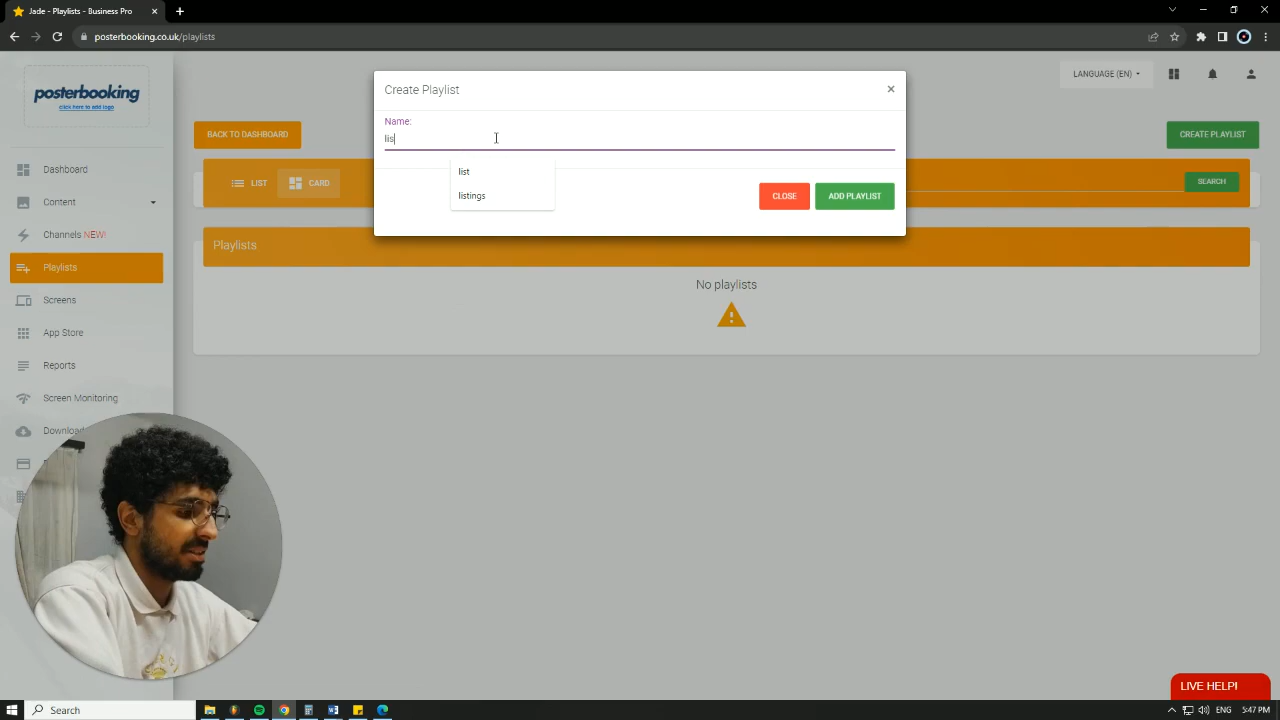 Jade - Playlists - Business Pro
posterbooking.co.uk/playlists
posterbooking
click here to add logo
LANGUAGE (EN)
Create Playlist
×
Name:
lis
list
listings
CLOSE
ADD PLAYLIST
BACK TO DASHBOARD
CREATE PLAYLIST
LIST
CARD
SEARCH
Playlists
No playlists
Dashboard
Content
Channels NEW!
Playlists
Screens
App Store
Reports
Screen Monitoring
LIVE HELP!
Search
ENG
5:47 PM